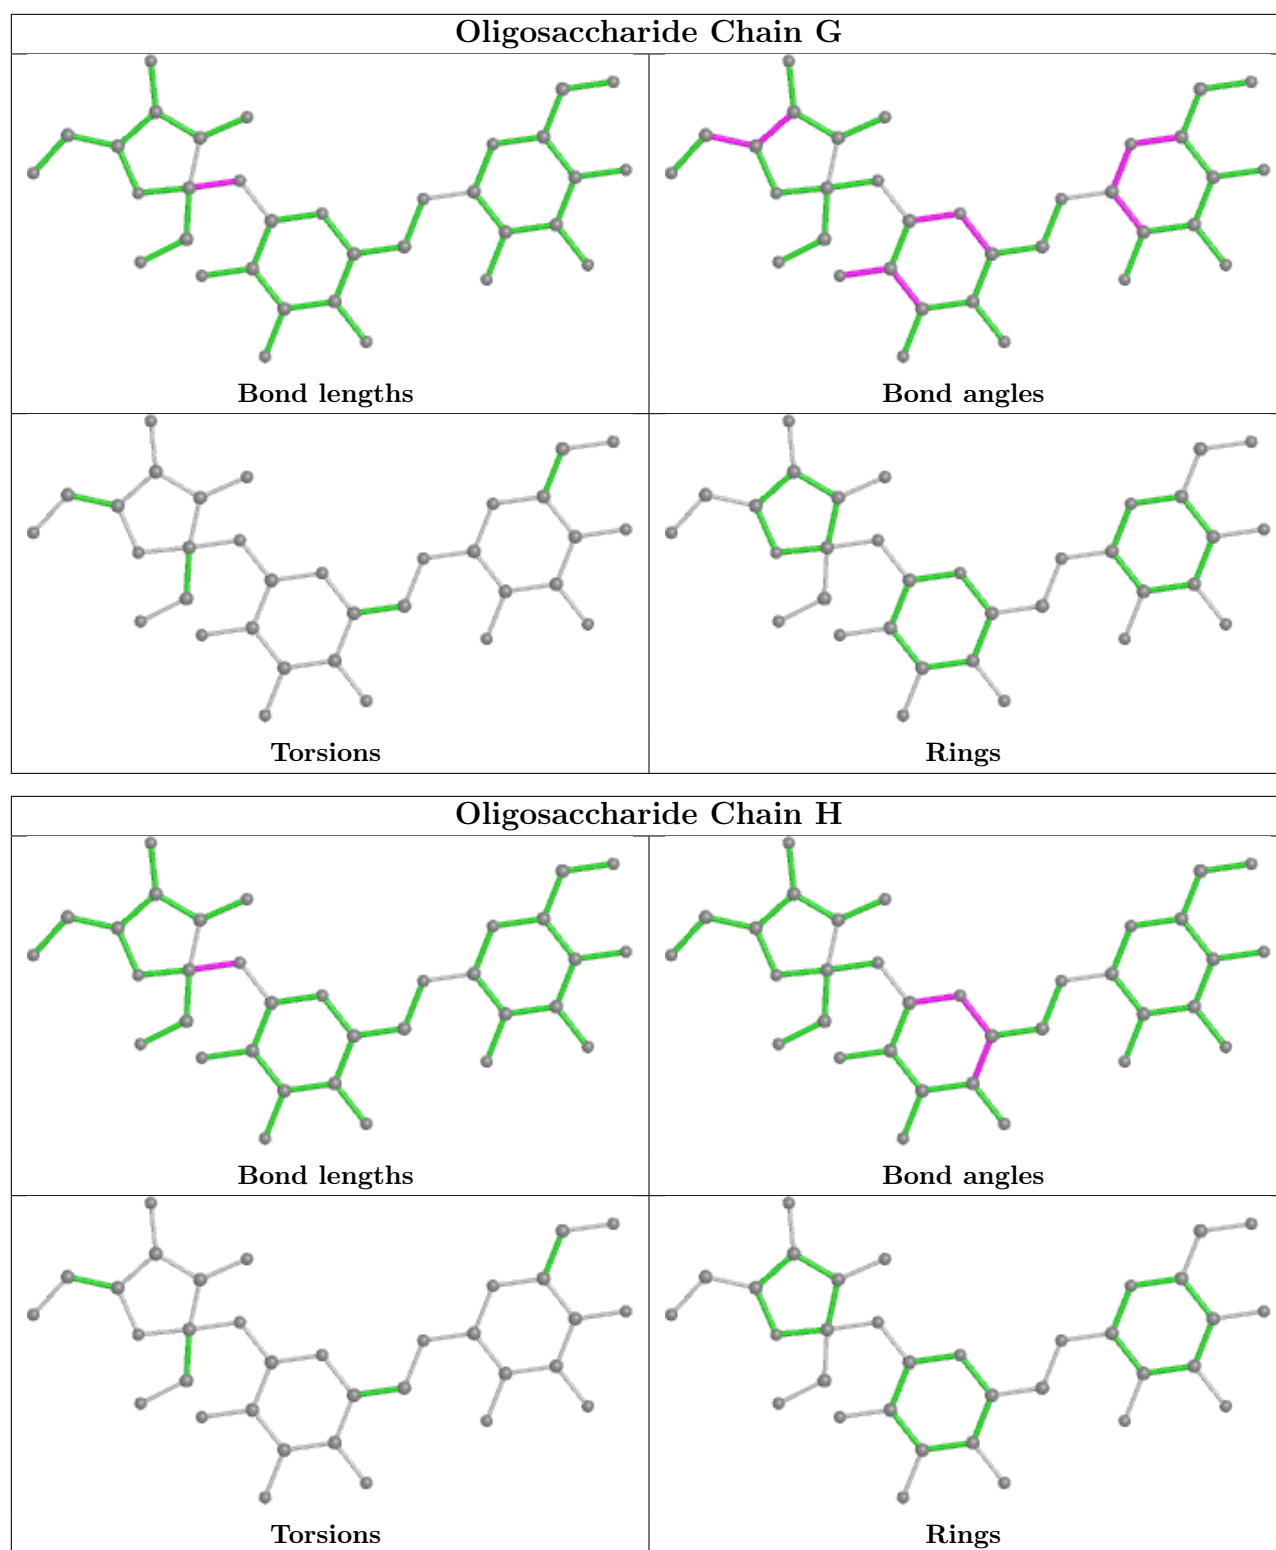 Oligosaccharide Chain G
Bond lengths
Bond angles
Torsions
Rings
Oligosaccharide Chain H
Bond lengths
Bond angles
Torsions
Rings